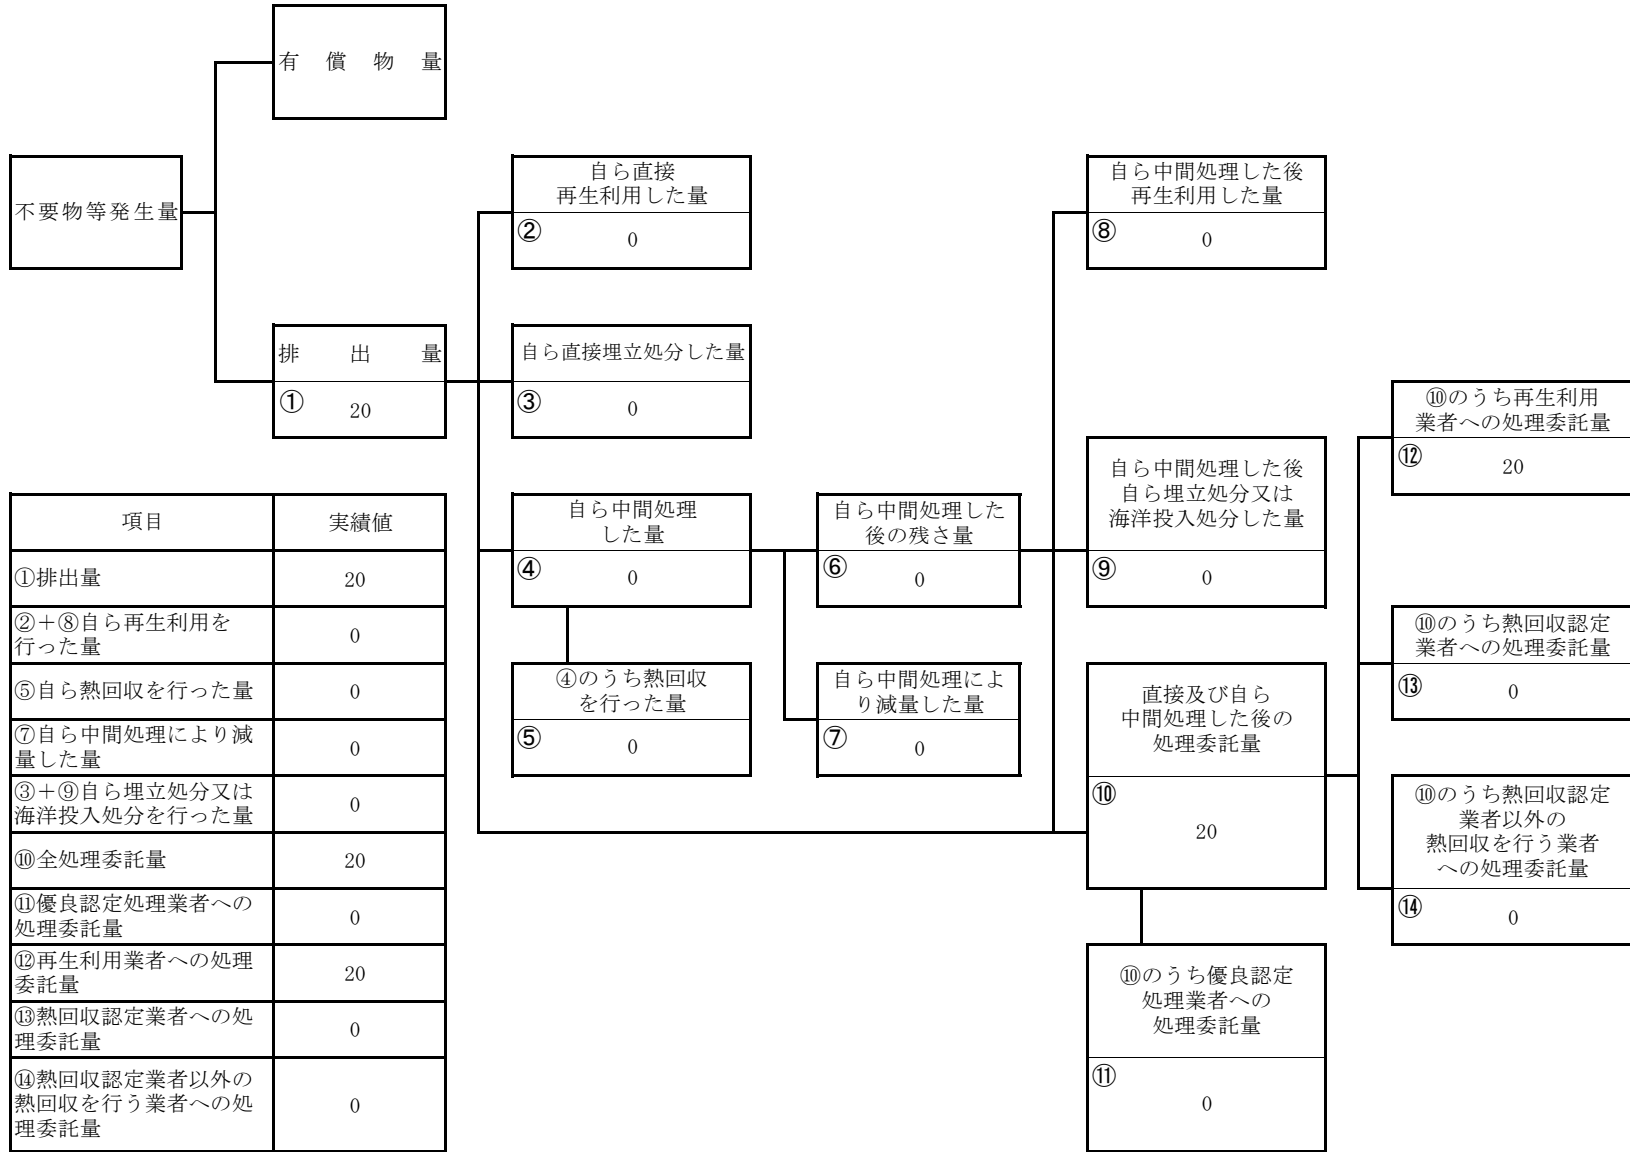 有償物量
不要物等発生量
自ら直接
再生利用した量
② 0
自ら中間処理した後
再生利用した量
⑧ 0
排出量
① 20
自ら直接埋立処分した量
③ 0
⑩のうち再生利用
業者への処理委託量
⑫ 20
自ら中間処理
した量
④ 0
自ら中間処理した
後の残さ量
⑥ 0
自ら中間処理した後
自ら埋立処分又は
海洋投入処分した量
⑨ 0
④のうち熱回収
を行った量
⑤ 0
自ら中間処理によ
り減量した量
⑦ 0
直接及び自ら
中間処理した後の
処理委託量
⑩ 20
⑩のうち熱回収認定
業者への処理委託量
⑬ 0
⑩のうち熱回収認定
業者以外の
熱回収を行う業者
への処理委託量
⑭ 0
⑩のうち優良認定
処理業者への
処理委託量
⑪ 0
項目 実績値
①排出量 20
②＋⑧自ら再生利用を
行った量 0
⑤自ら熱回収を行った量 0
⑦自ら中間処理により減
量した量 0
③＋⑨自ら埋立処分又は
海洋投入処分を行った量 0
⑩全処理委託量 20
⑪優良認定処理業者への
処理委託量 0
⑫再生利用業者への処理
委託量 20
⑬熱回収認定業者への処
理委託量 0
⑭熱回収認定業者以外の
熱回収を行う業者への処
理委託量 0